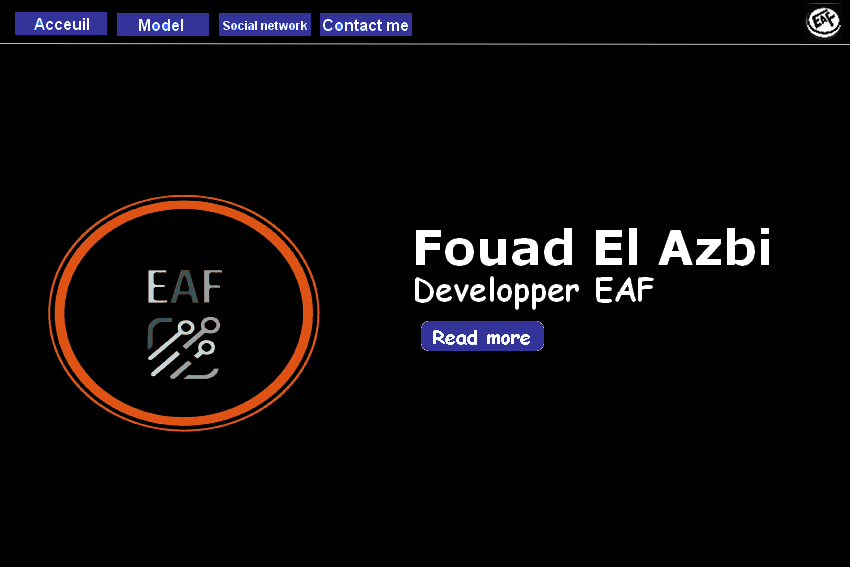 Acceuil
Model
Social network
Contact me
EAF
EAF
Fouad El Azbi
Developper EAF
Read more